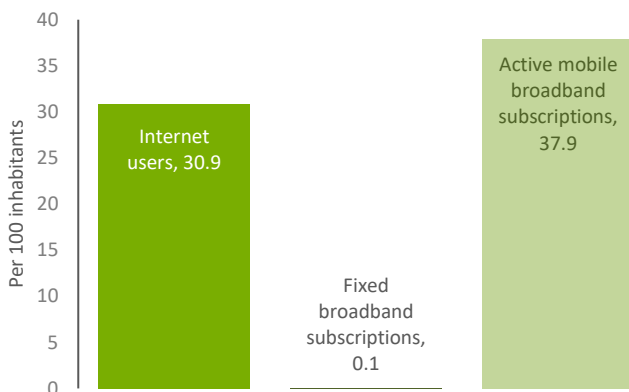 Per 100 inhabitants
40
35
30
25
20
15
10
5
0
Internet
users, 30.9
Fixed
broadband
subscriptions,
0.1
Active mobile
broadband
subscriptions,
37.9